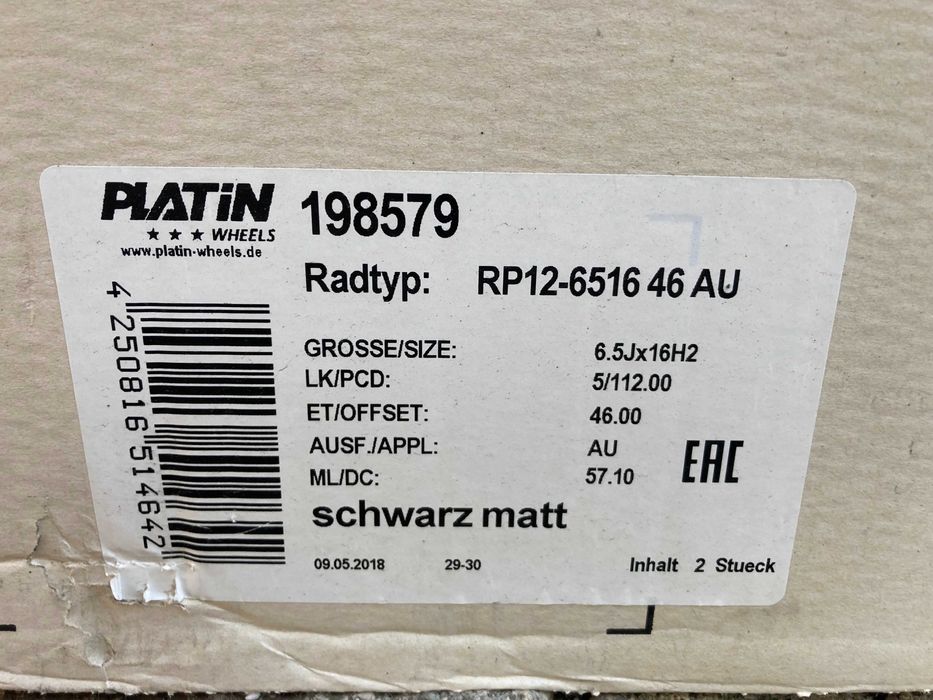 PLATiN
★ ★ ★ WHEELS
www.platin-wheels.de
198579
Radtyp: RP12-6516 46 AU
GROSSE/SIZE: 6.5Jx16H2
LK/PCD: 5/112.00
ET/OFFSET: 46.00
AUSF./APPL: AU
ML/DC: 57.10
EAC
schwarz matt
09.05.2018 29-30 Inhalt 2 Stueck
4 250816 514642